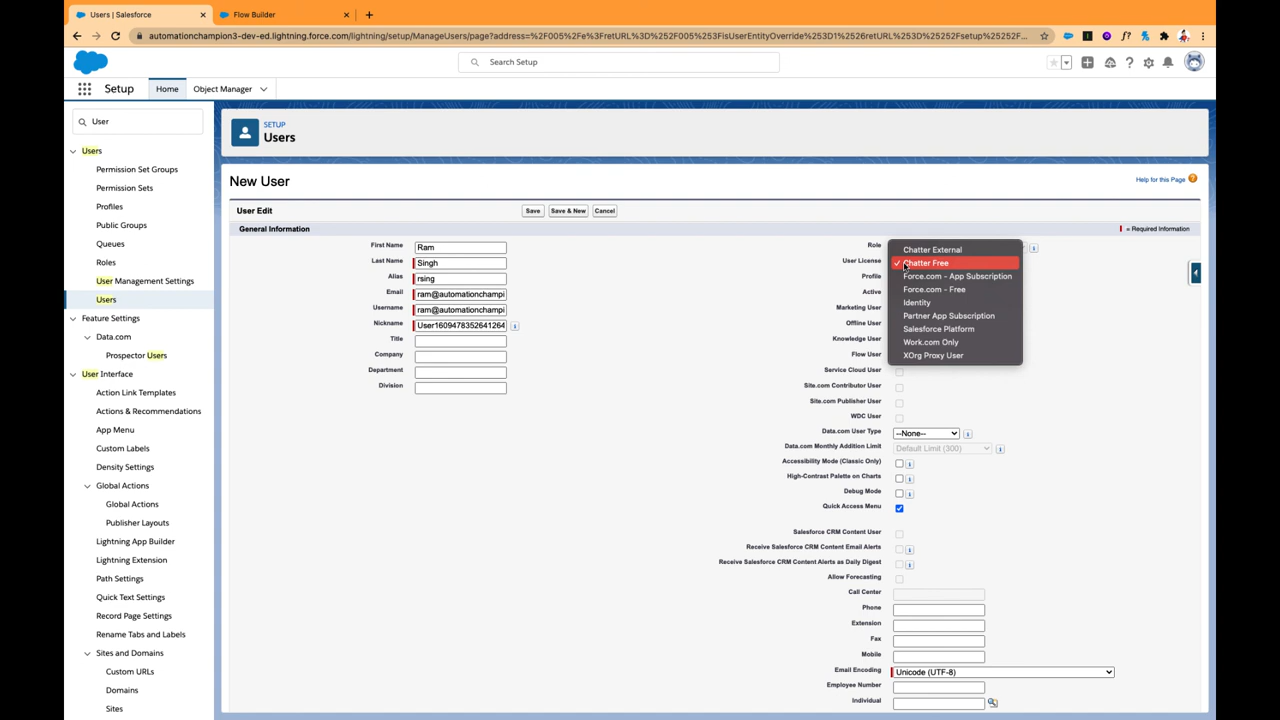 Users | Salesforce
Flow Builder
automationchampion3-dev-ed.lightning.force.com/lightning/setup/ManageUsers/page?address=%2F005%2Fe%3FretURL%3D%252F005%253FisUserEntityOverride%253D1%2526retURL%253D%25252Fsetup%25252F...
Search Setup
Setup
Home
Object Manager
User
SETUP
Users
Users
Permission Set Groups
Permission Sets
Profiles
Public Groups
Queues
Roles
User Management Settings
Users
Feature Settings
Data.com
Prospector Users
User Interface
Action Link Templates
Actions & Recommendations
App Menu
Custom Labels
Density Settings
Global Actions
Global Actions
Publisher Layouts
Lightning App Builder
Lightning Extension
Path Settings
Quick Text Settings
Record Page Settings
Rename Tabs and Labels
Sites and Domains
Custom URLs
Domains
Sites
New User
Help for this Page
User Edit
Save
Save & New
Cancel
General Information
= Required Information
First Name Ram
Last Name Singh
Alias rsing
Email ram@automationchampi
Username ram@automationchampi
Nickname User1609478352641264
Title
Company
Department
Division
Role
User License
Profile
Active
Marketing User
Offline User
Knowledge User
Flow User
Service Cloud User
Site.com Contributor User
Site.com Publisher User
WDC User
Data.com User Type --None--
Data.com Monthly Addition Limit Default Limit (300)
Accessibility Mode (Classic Only)
High-Contrast Palette on Charts
Debug Mode
Quick Access Menu
Salesforce CRM Content User
Receive Salesforce CRM Content Email Alerts
Receive Salesforce CRM Content Alerts as Daily Digest
Allow Forecasting
Call Center
Phone
Extension
Fax
Mobile
Email Encoding Unicode (UTF-8)
Employee Number
Individual
Chatter External
Chatter Free
Force.com - App Subscription
Force.com - Free
Identity
Partner App Subscription
Salesforce Platform
Work.com Only
XOrg Proxy User